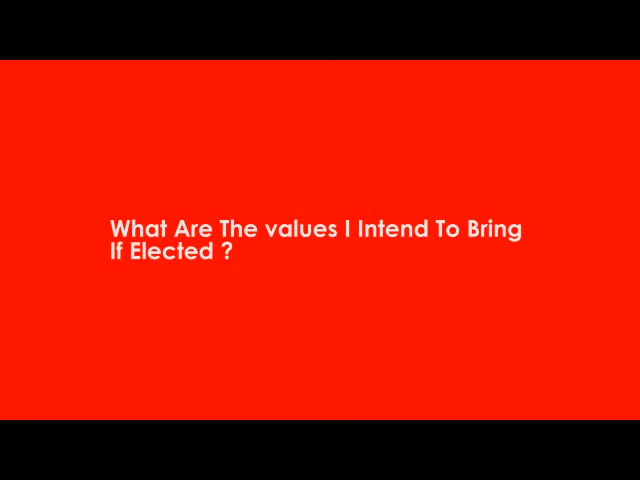 What Are The values I Intend To Bring
If Elected ?